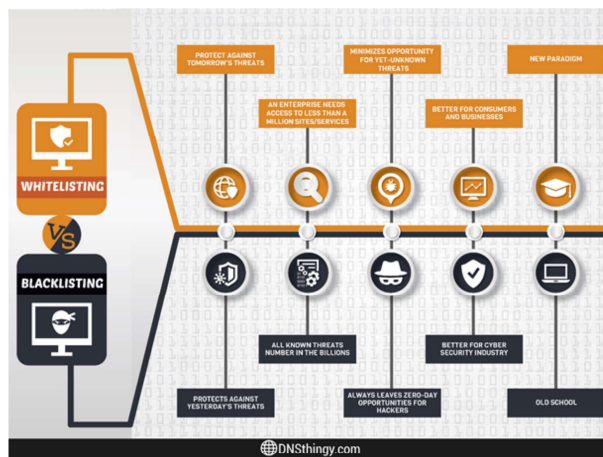 WHITELISTING
VS
BLACKLISTING
PROTECT AGAINST
TOMORROW'S THREATS
AN ENTERPRISE NEEDS
ACCESS TO LESS THAN A
MILLION SITES/SERVICES
MINIMIZES OPPORTUNITY
FOR YET-UNKNOWN
THREATS
BETTER FOR CONSUMERS
AND BUSINESSES
NEW PARADIGM
PROTECTS AGAINST
YESTERDAY'S THREATS
ALL KNOWN THREATS
NUMBER IN THE BILLIONS
ALWAYS LEAVES ZERO-DAY
OPPORTUNITIES FOR
HACKERS
BETTER FOR CYBER
SECURITY INDUSTRY
OLD SCHOOL
DNSthingy.com